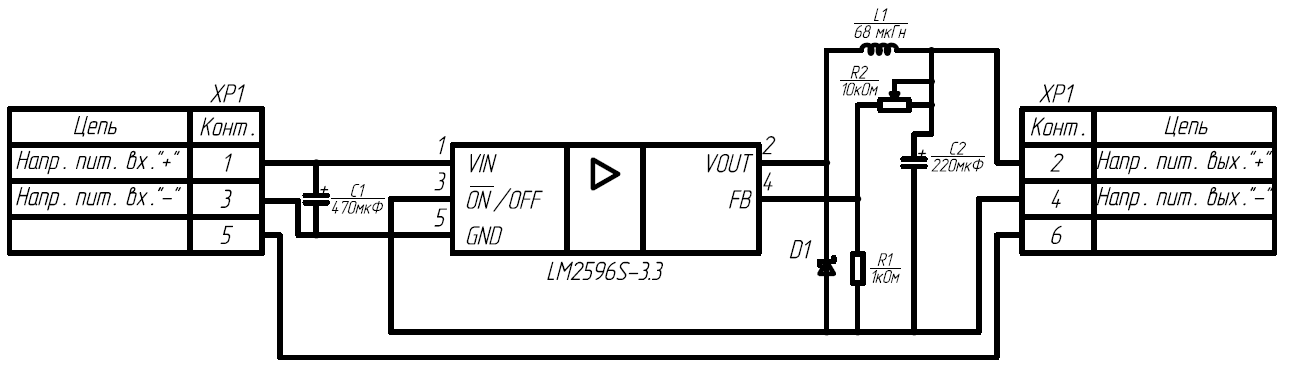 XP1
Цепь Конт.
Напр. пит. вх."+" 1
Напр. пит. вх."–" 3
5
C1
470мкФ
+
1
3
5
VIN
ON/OFF
GND
VOUT
FB
2
4
LM2596S-3.3
L1
68 мкГн
R2
10кОм
+
C2
220мкФ
D1
R1
1кОм
XP1
Конт. Цепь
2 Напр. пит. вых."+"
4 Напр. пит. вых."–"
6